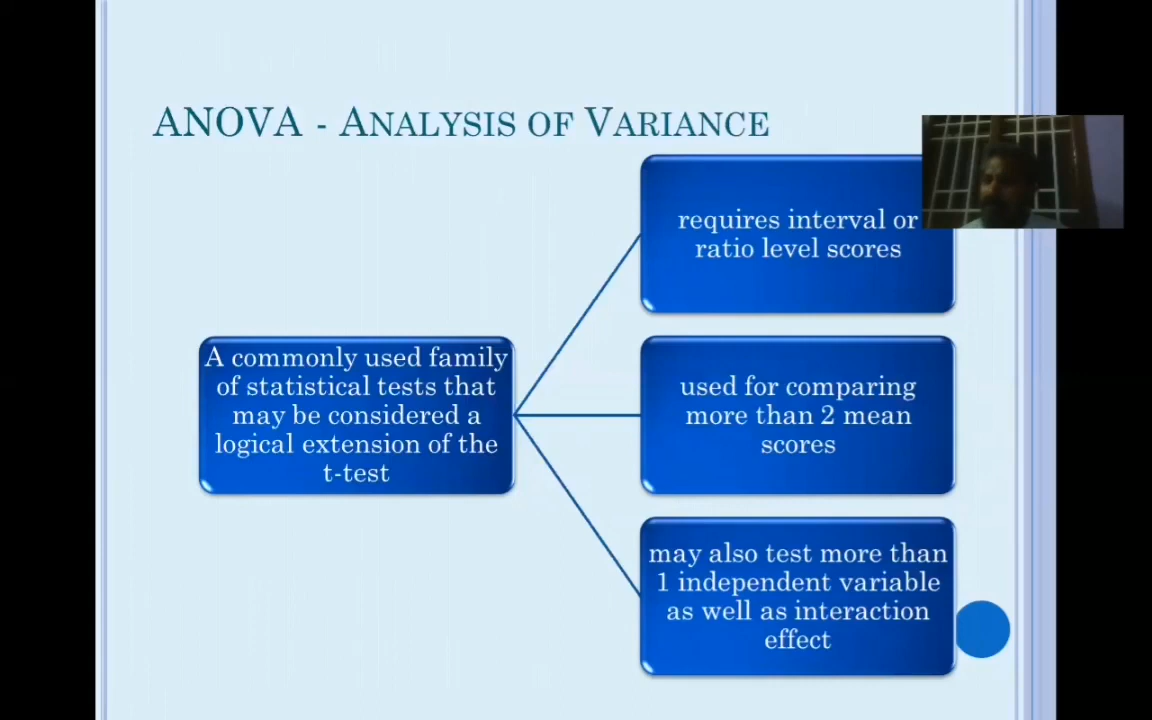 ANOVA - ANALYSIS OF VARIANCE
requires interval or
ratio level scores
A commonly used family
of statistical tests that
may be considered a
logical extension of the
t-test
used for comparing
more than 2 mean
scores
may also test more than
1 independent variable
as well as interaction
effect